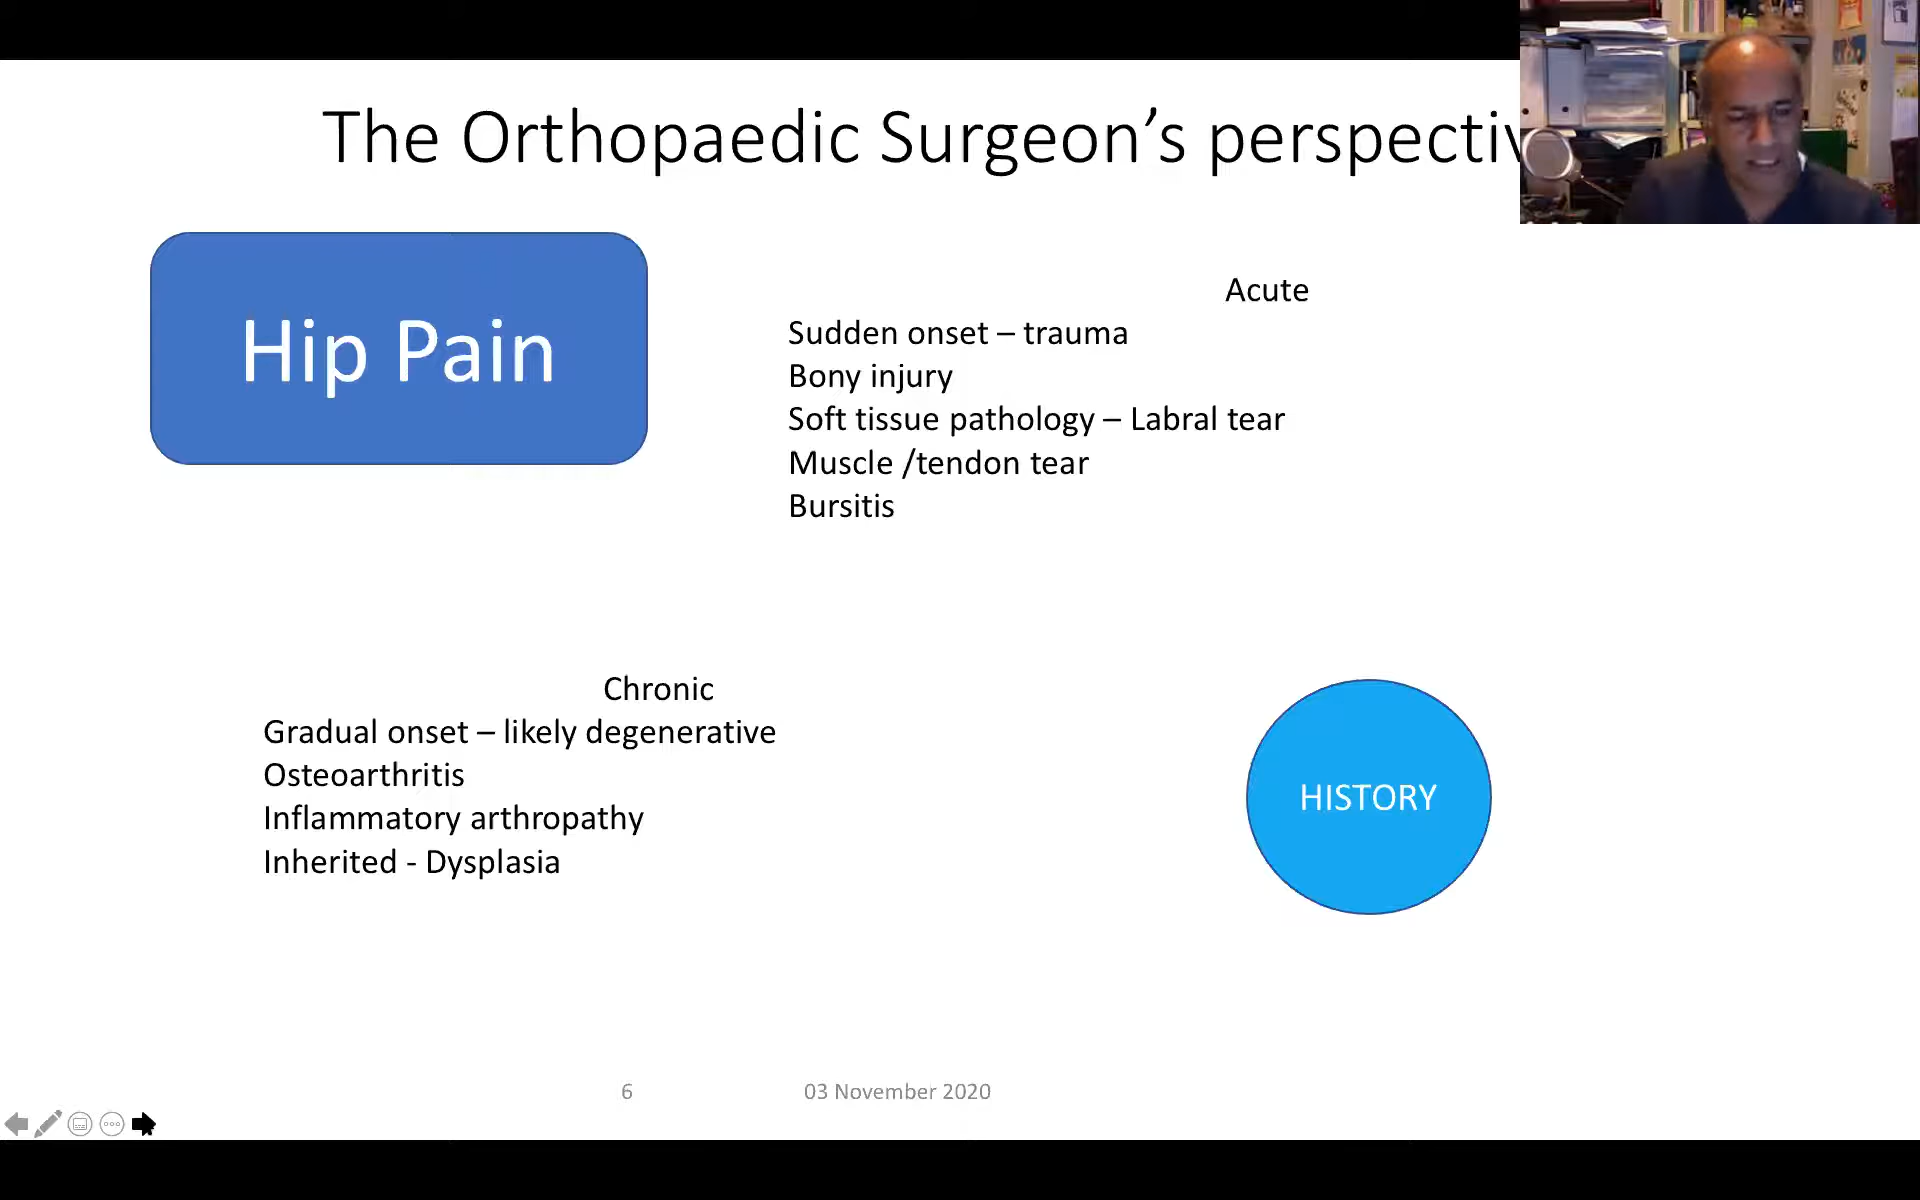 The Orthopaedic Surgeon’s perspectiv
Hip Pain
Acute
Sudden onset – trauma
Bony injury
Soft tissue pathology – Labral tear
Muscle /tendon tear
Bursitis
Chronic
Gradual onset – likely degenerative
Osteoarthritis
Inflammatory arthropathy
Inherited - Dysplasia
HISTORY
6
03 November 2020